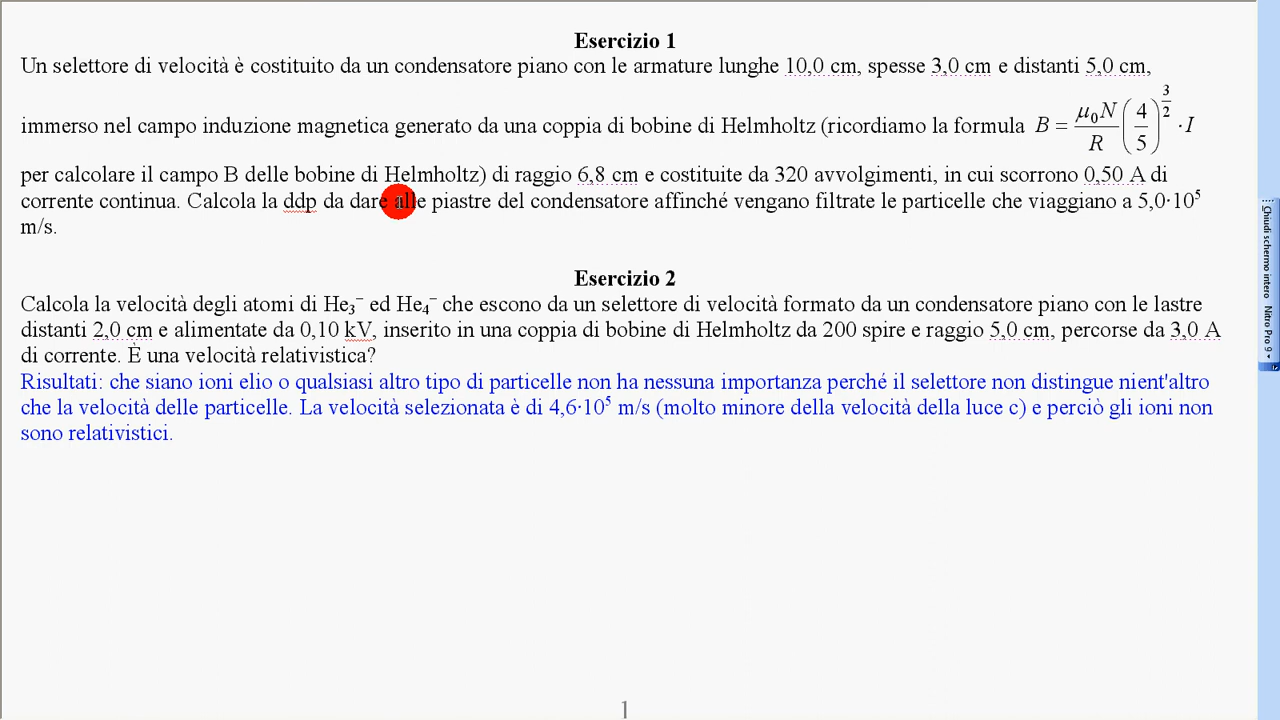 Esercizio 1
Un selettore di velocità è costituito da un condensatore piano con le armature lunghe 10,0 cm, spesse 3,0 cm e distanti 5,0 cm,
immerso nel campo induzione magnetica generato da una coppia di bobine di Helmholtz (ricordiamo la formula B = μ₀N/R (4/5)^(3/2) · I
per calcolare il campo B delle bobine di Helmholtz) di raggio 6,8 cm e costituite da 320 avvolgimenti, in cui scorrono 0,50 A di
corrente continua. Calcola la ddp da dare alle piastre del condensatore affinché vengano filtrate le particelle che viaggiano a 5,0·10⁵
m/s.
Esercizio 2
Calcola la velocità degli atomi di He₃⁻ ed He₄⁻ che escono da un selettore di velocità formato da un condensatore piano con le lastre
distanti 2,0 cm e alimentate da 0,10 kV, inserito in una coppia di bobine di Helmholtz da 200 spire e raggio 5,0 cm, percorse da 3,0 A
di corrente. È una velocità relativistica?
Risultati: che siano ioni elio o qualsiasi altro tipo di particelle non ha nessuna importanza perché il selettore non distingue nient'altro
che la velocità delle particelle. La velocità selezionata è di 4,6·10⁵ m/s (molto minore della velocità della luce c) e perciò gli ioni non
sono relativistici.
1
Chiudi schermo intero Nitro Pro 9